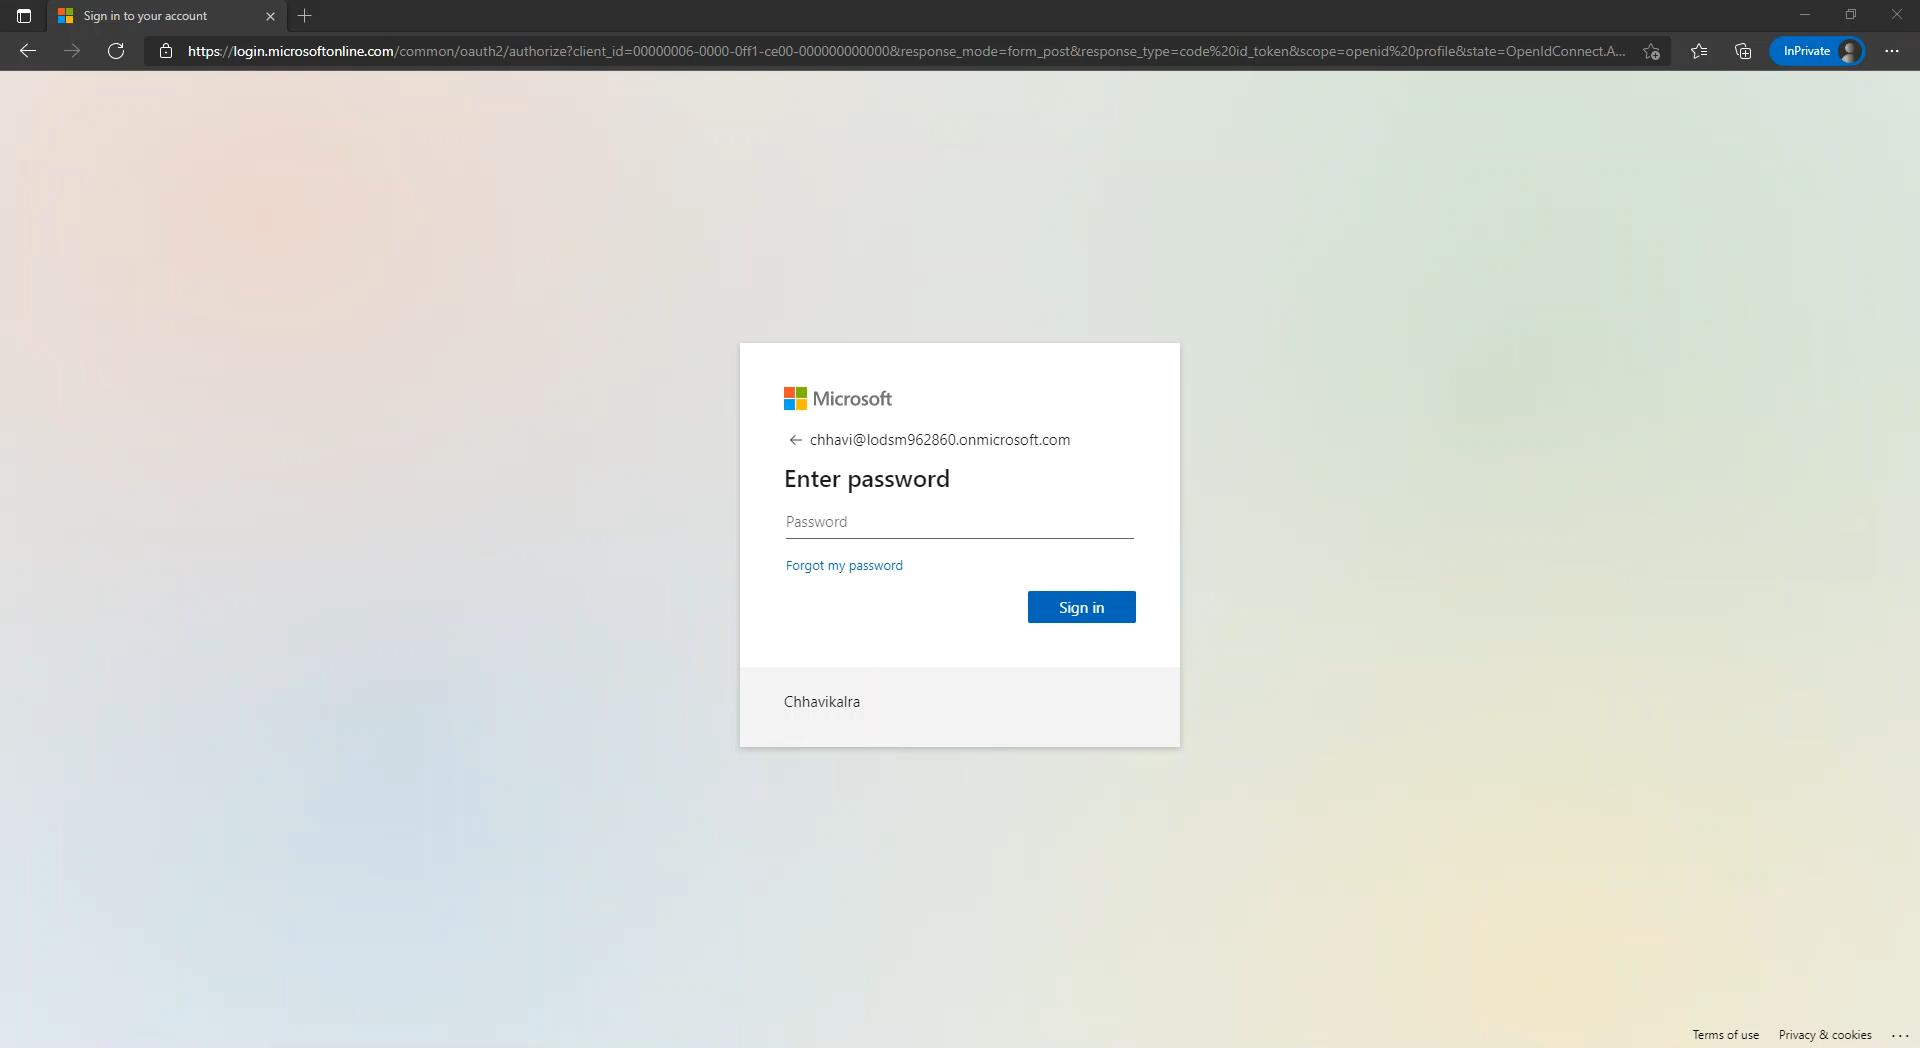 Sign in to your account
https://login.microsoftonline.com/common/oauth2/authorize?client_id=00000006-0000-0ff1-ce00-000000000000&response_mode=form_post&response_type=code%20id_token&scope=openid%20profile&state=OpenIdConnect.A...
InPrivate
Microsoft
chhavi@lodsm962860.onmicrosoft.com
Enter password
Password
Forgot my password
Sign in
Chhavikalra
Terms of use Privacy & cookies ...